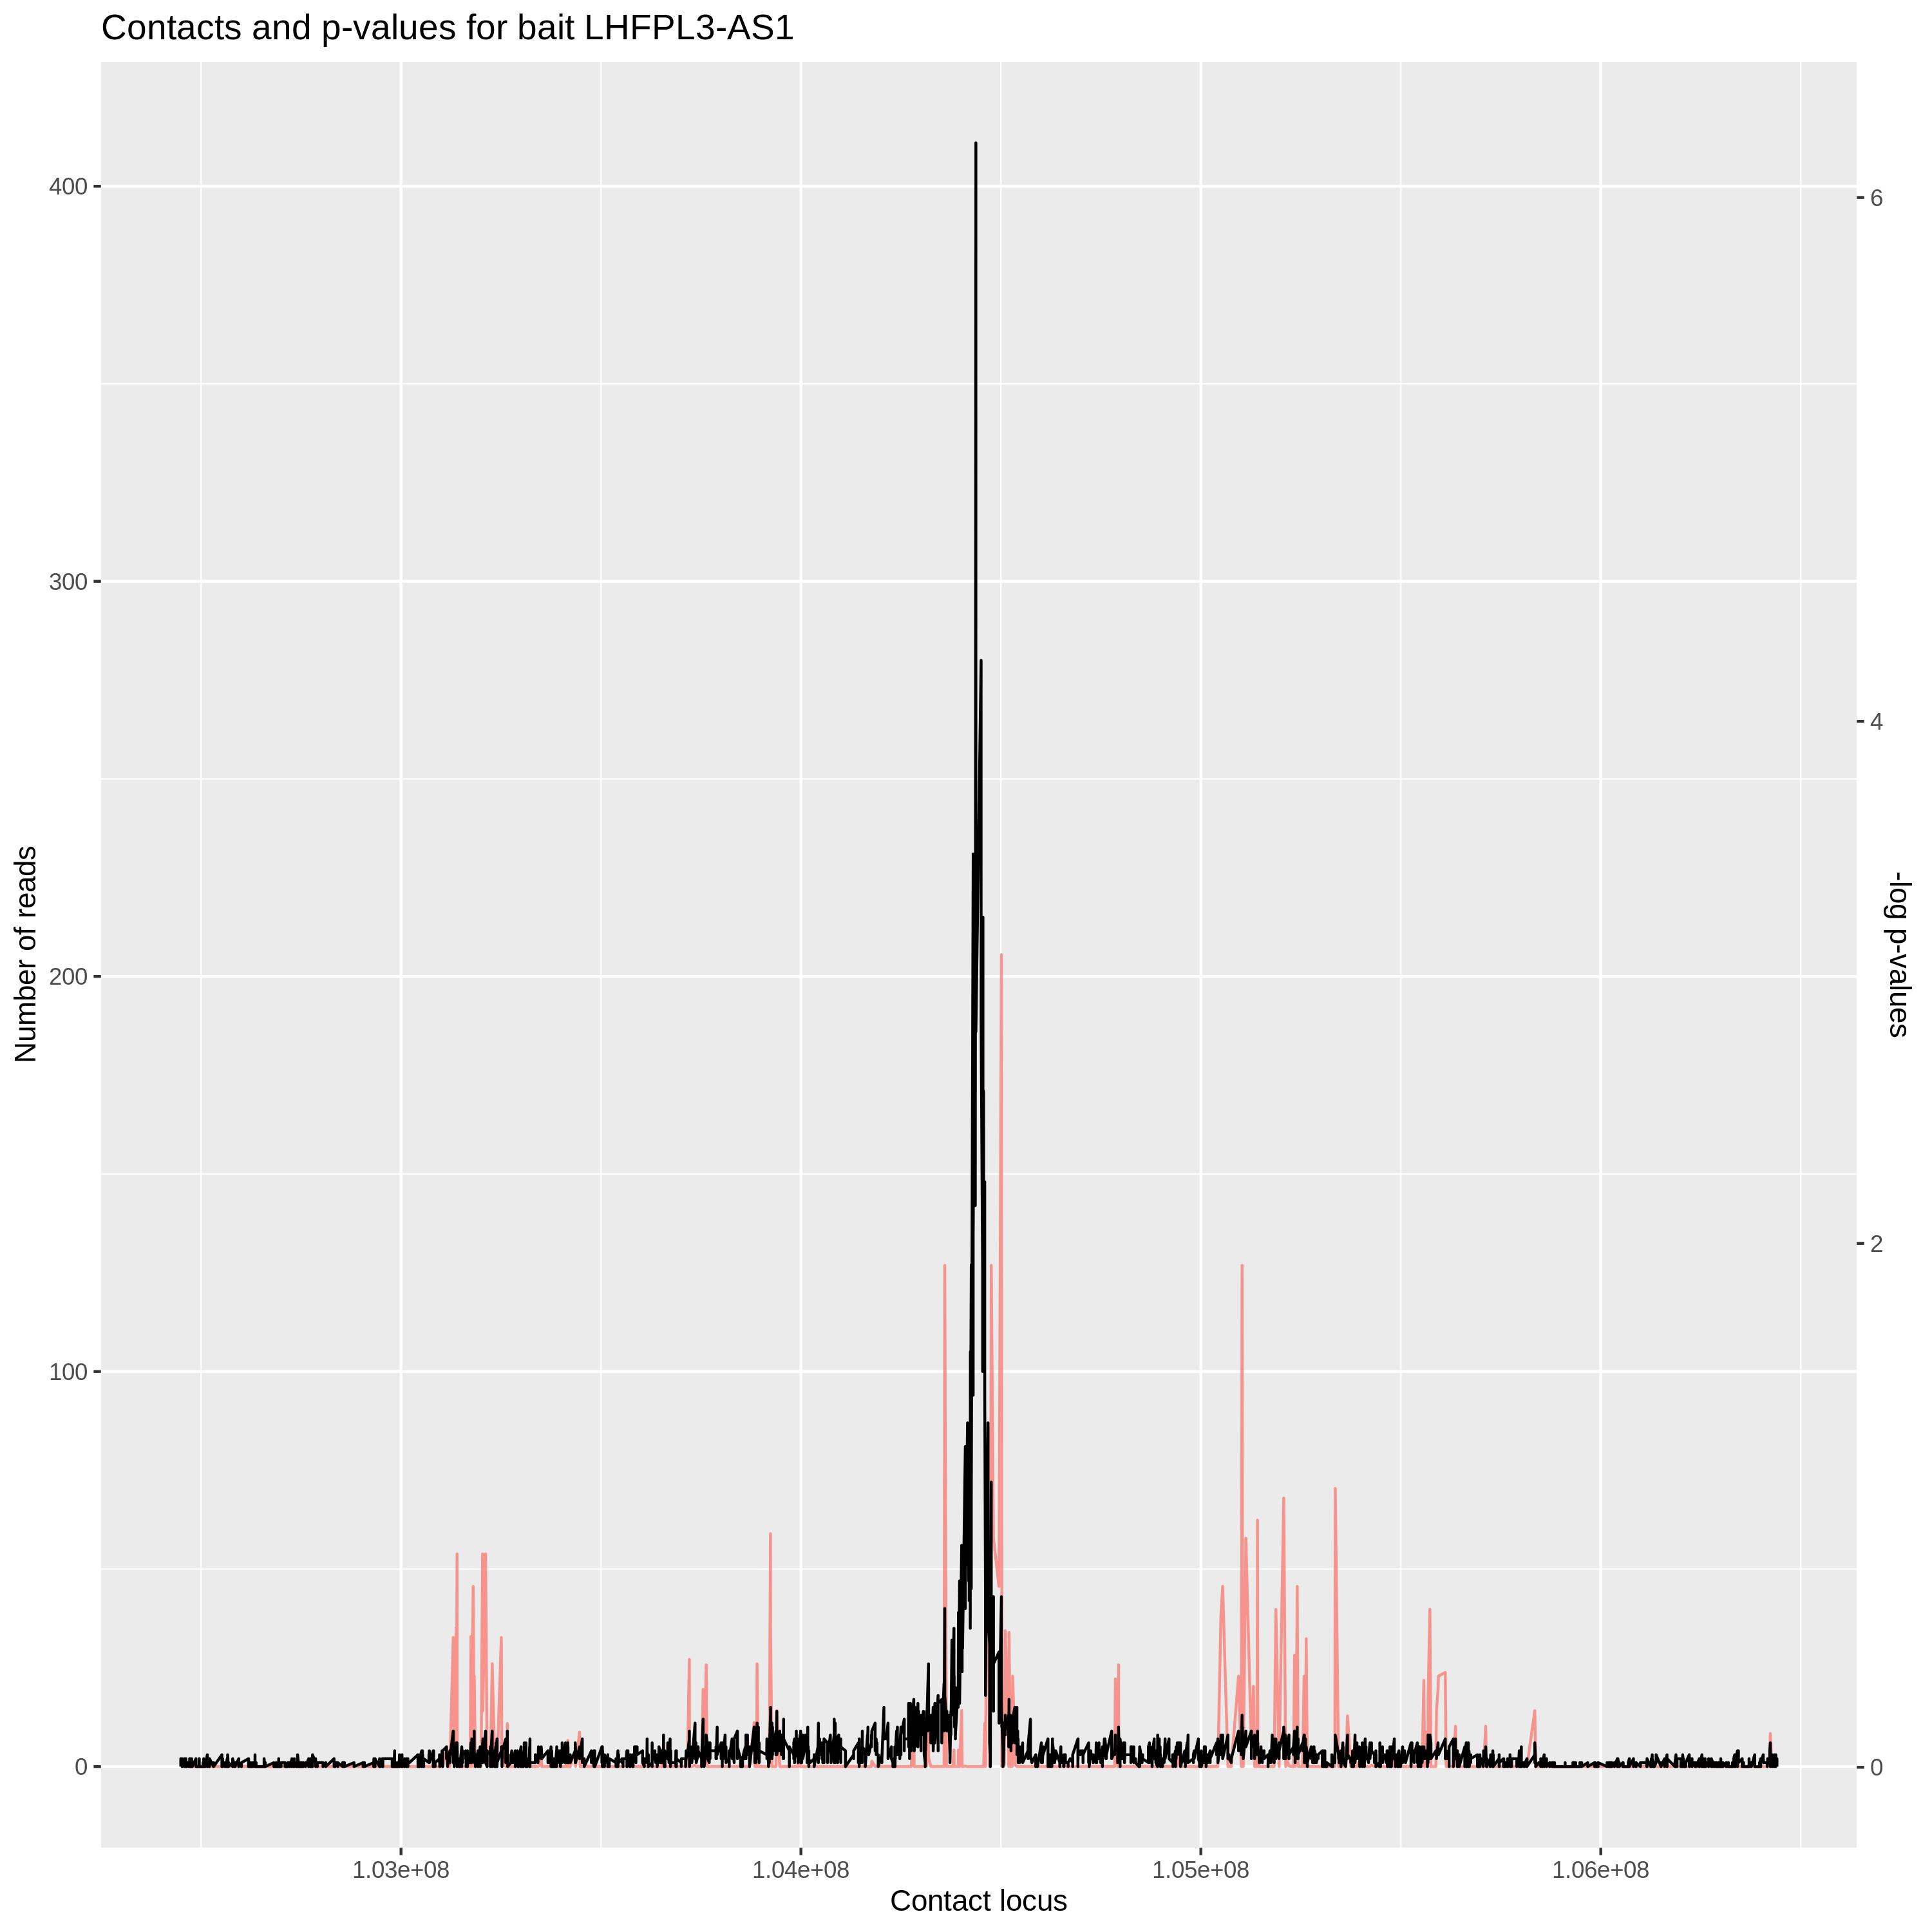 Contacts and p-values for bait LHFPL3-AS1
400
300
200
100
0
Number of reads
6
4
2
0
-log p-values
1.03e+08
1.04e+08
1.05e+08
1.06e+08
Contact locus